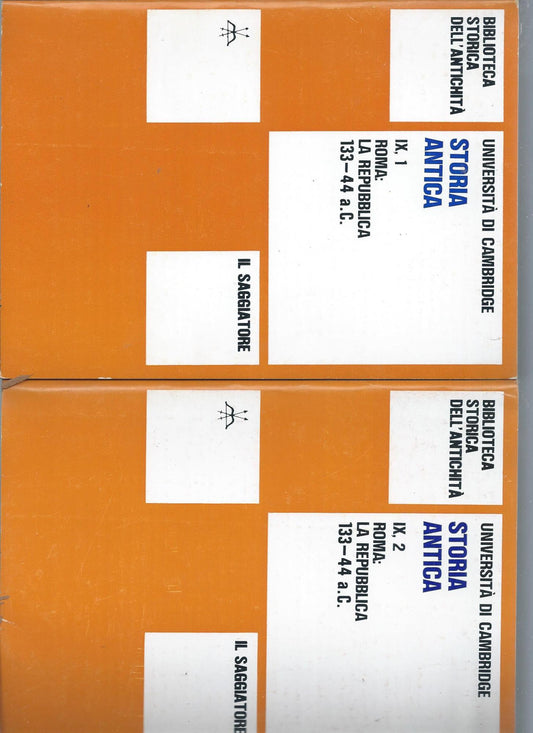 BIBLIOTECA
STORICA
DELL'ANTICHITÀ
UNIVERSITÀ DI CAMBRIDGE
STORIA
ANTICA
IX, 1
ROMA:
LA REPUBBLICA
133–44 a.C.
IL SAGGIATORE
BIBLIOTECA
STORICA
DELL'ANTICHITÀ
UNIVERSITÀ DI CAMBRIDGE
STORIA
ANTICA
IX, 2
ROMA:
LA REPUBBLICA
133–44 a.C.
IL SAGGIATORE